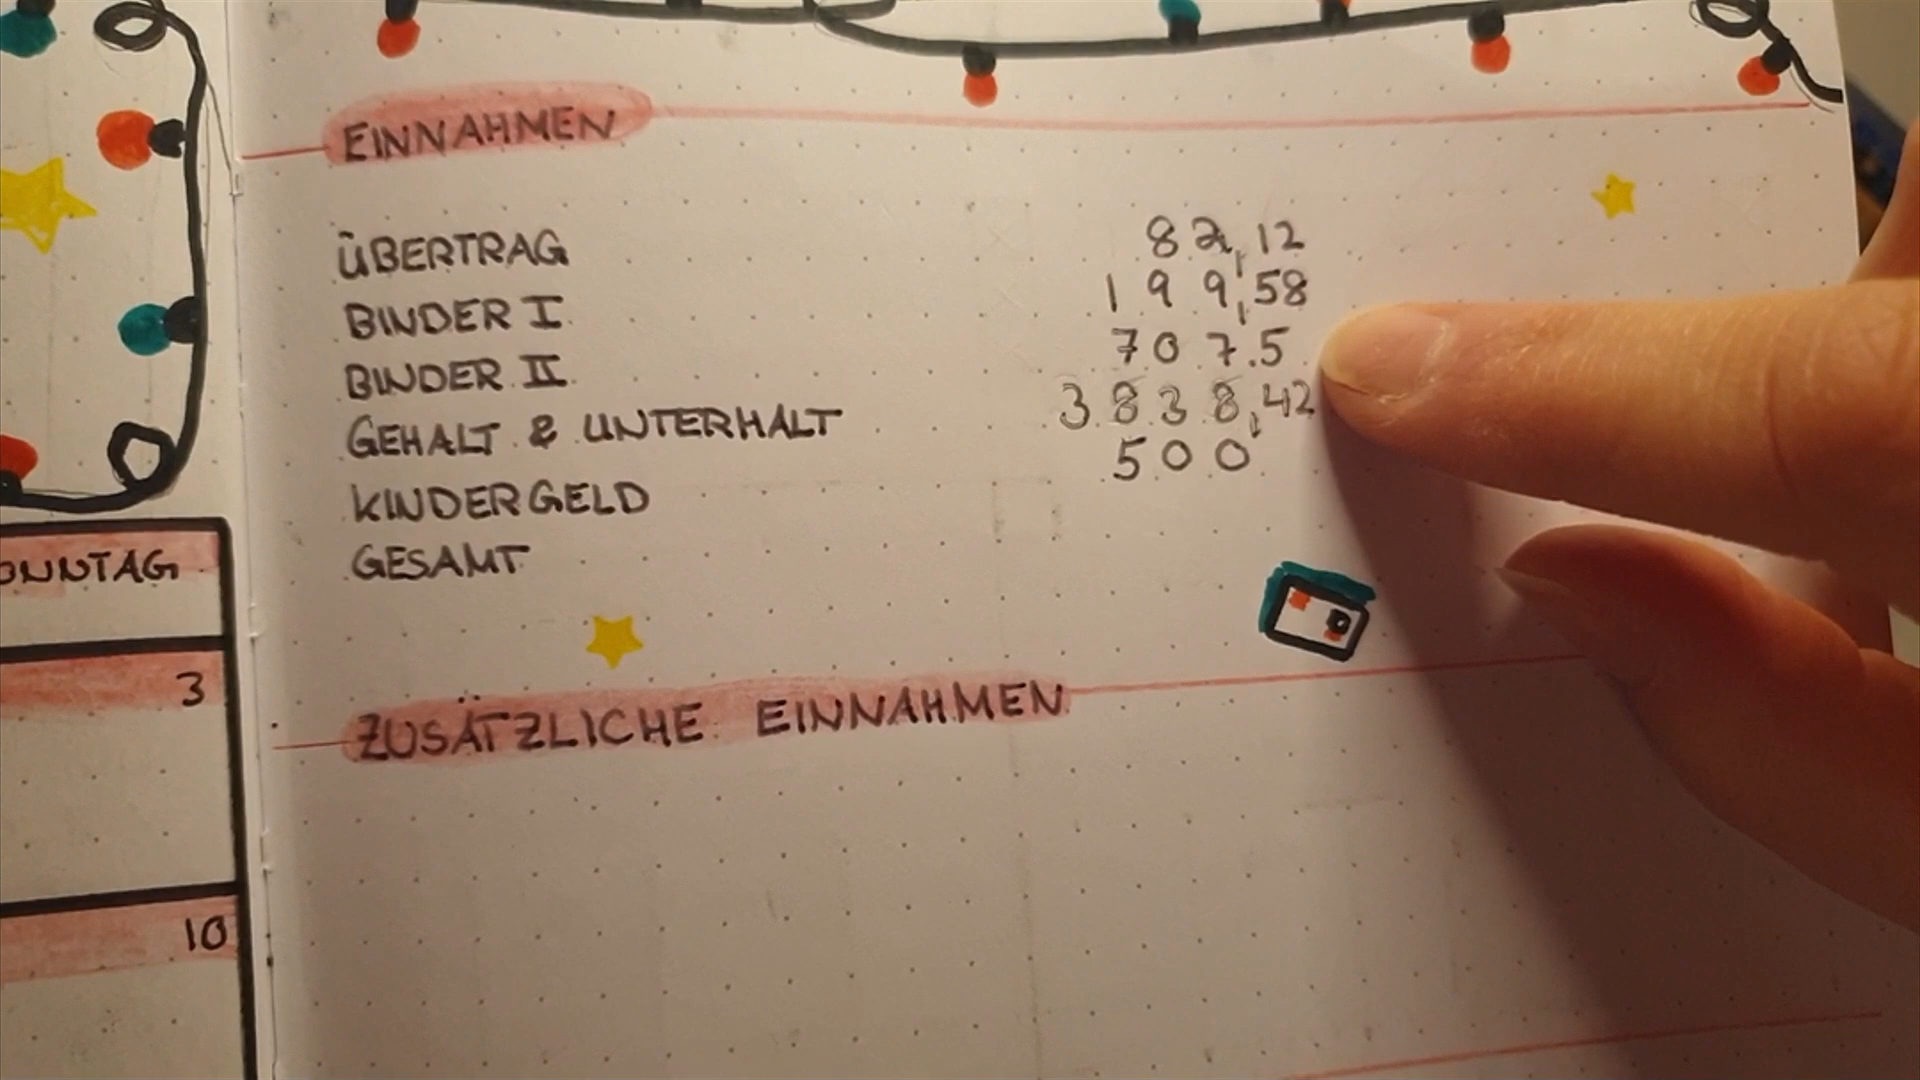 EINNAHMEN
ÜBERTRAG 82,12
BINDER I 199,58
BINDER II 707.5
GEHALT & UNTERHALT 3838,42
KINDERGELD 500
GESAMT
ZUSÄTZLICHE EINNAHMEN
ONNTAG
3
10